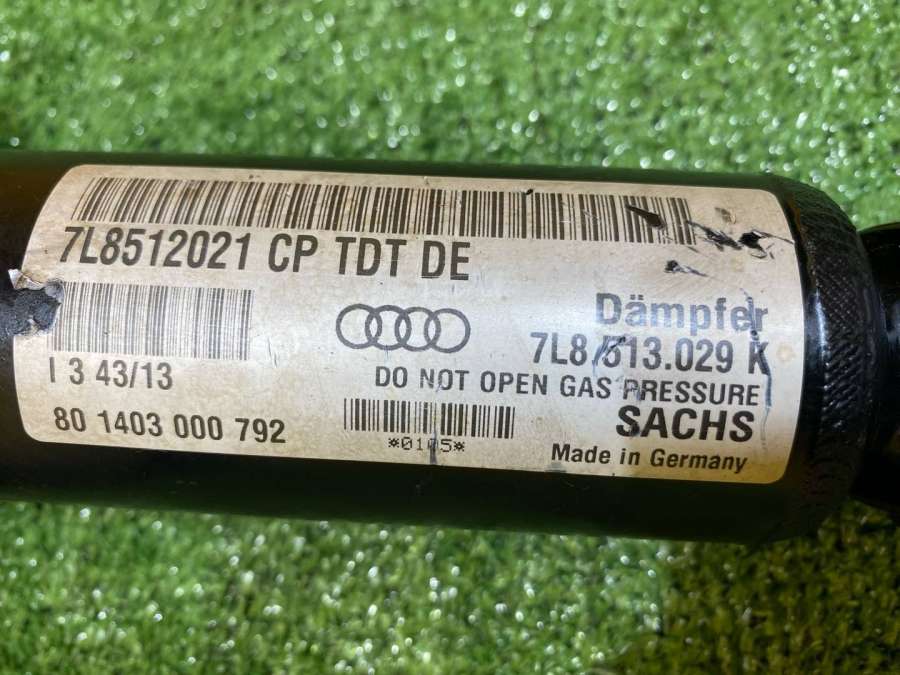 7L8512021 CP TDT DE
Dämpfer
7L8/513.029 K
I 3 43/13
DO NOT OPEN GAS PRESSURE
80 1403 000 792
SACHS
*0105*
Made in Germany